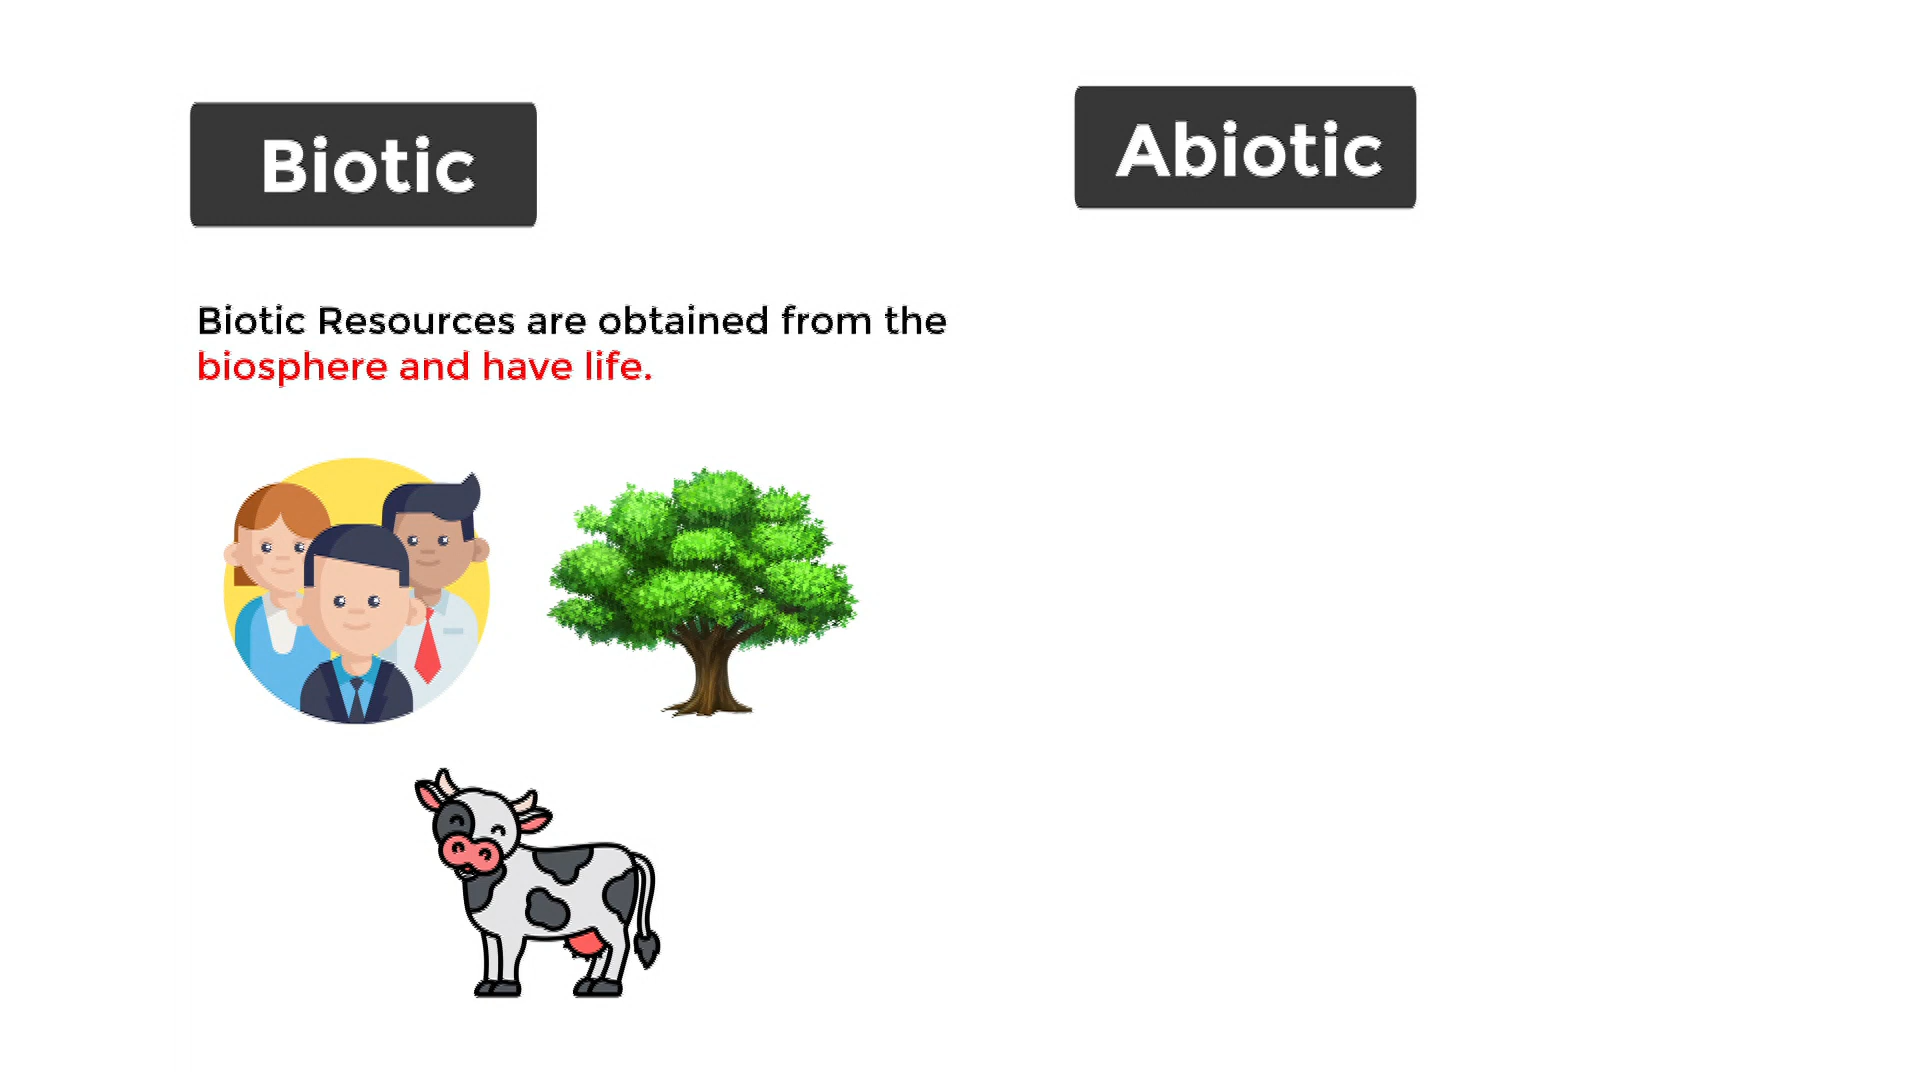 Biotic
Abiotic
Biotic Resources are obtained from the
biosphere and have life.